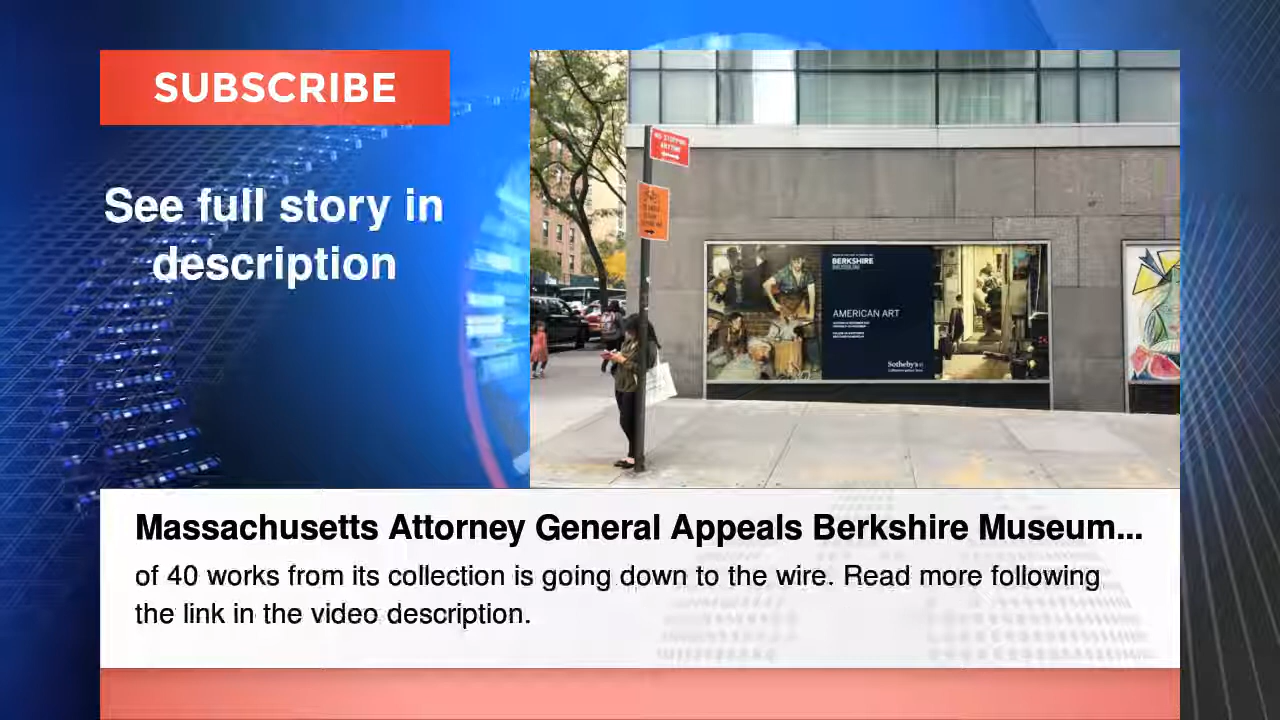 SUBSCRIBE
See full story in
description
NO STOPPING
ANYTIME
BERKSHIRE
AMERICAN ART
Sotheby's
Massachusetts Attorney General Appeals Berkshire Museum...
of 40 works from its collection is going down to the wire. Read more following
the link in the video description.